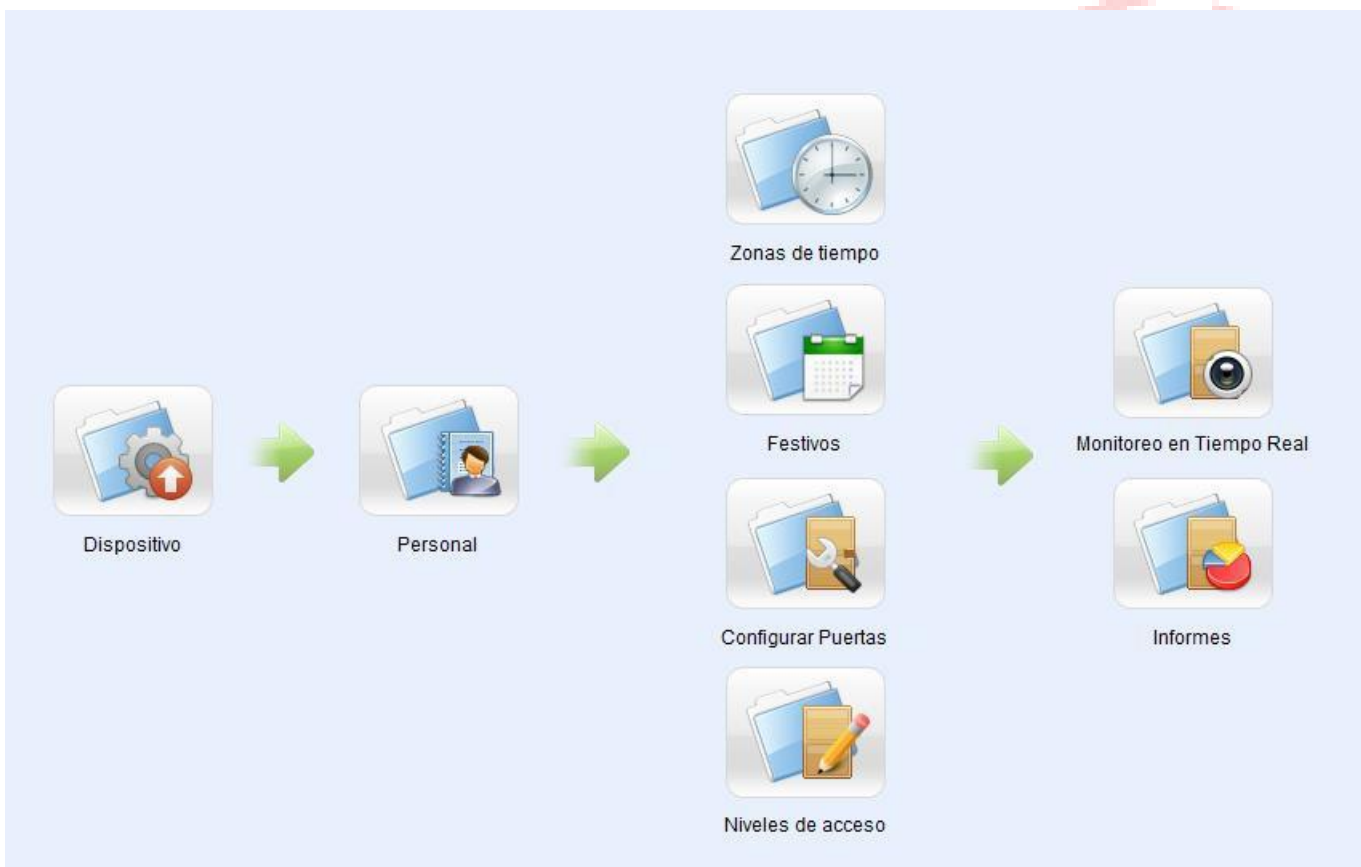 Dispositivo
Personal
Zonas de tiempo
Festivos
Configurar Puertas
Niveles de acceso
Monitoreo en Tiempo Real
Informes